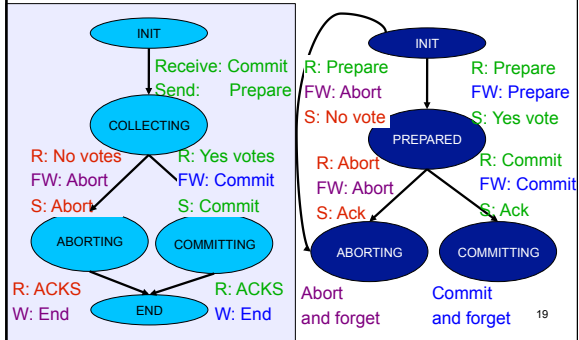 INIT
Receive: Commit
Send: Prepare
COLLECTING
R: No votes
FW: Abort
S: Abort
R: Yes votes
FW: Commit
S: Commit
ABORTING
COMMITTING
R: ACKS
W: End
R: ACKS
W: End
END
INIT
R: Prepare
FW: Abort
S: No vote
R: Prepare
FW: Prepare
S: Yes vote
PREPARED
R: Abort
FW: Abort
S: Ack
R: Commit
FW: Commit
S: Ack
ABORTING
COMMITTING
Abort
and forget
Commit
and forget
19